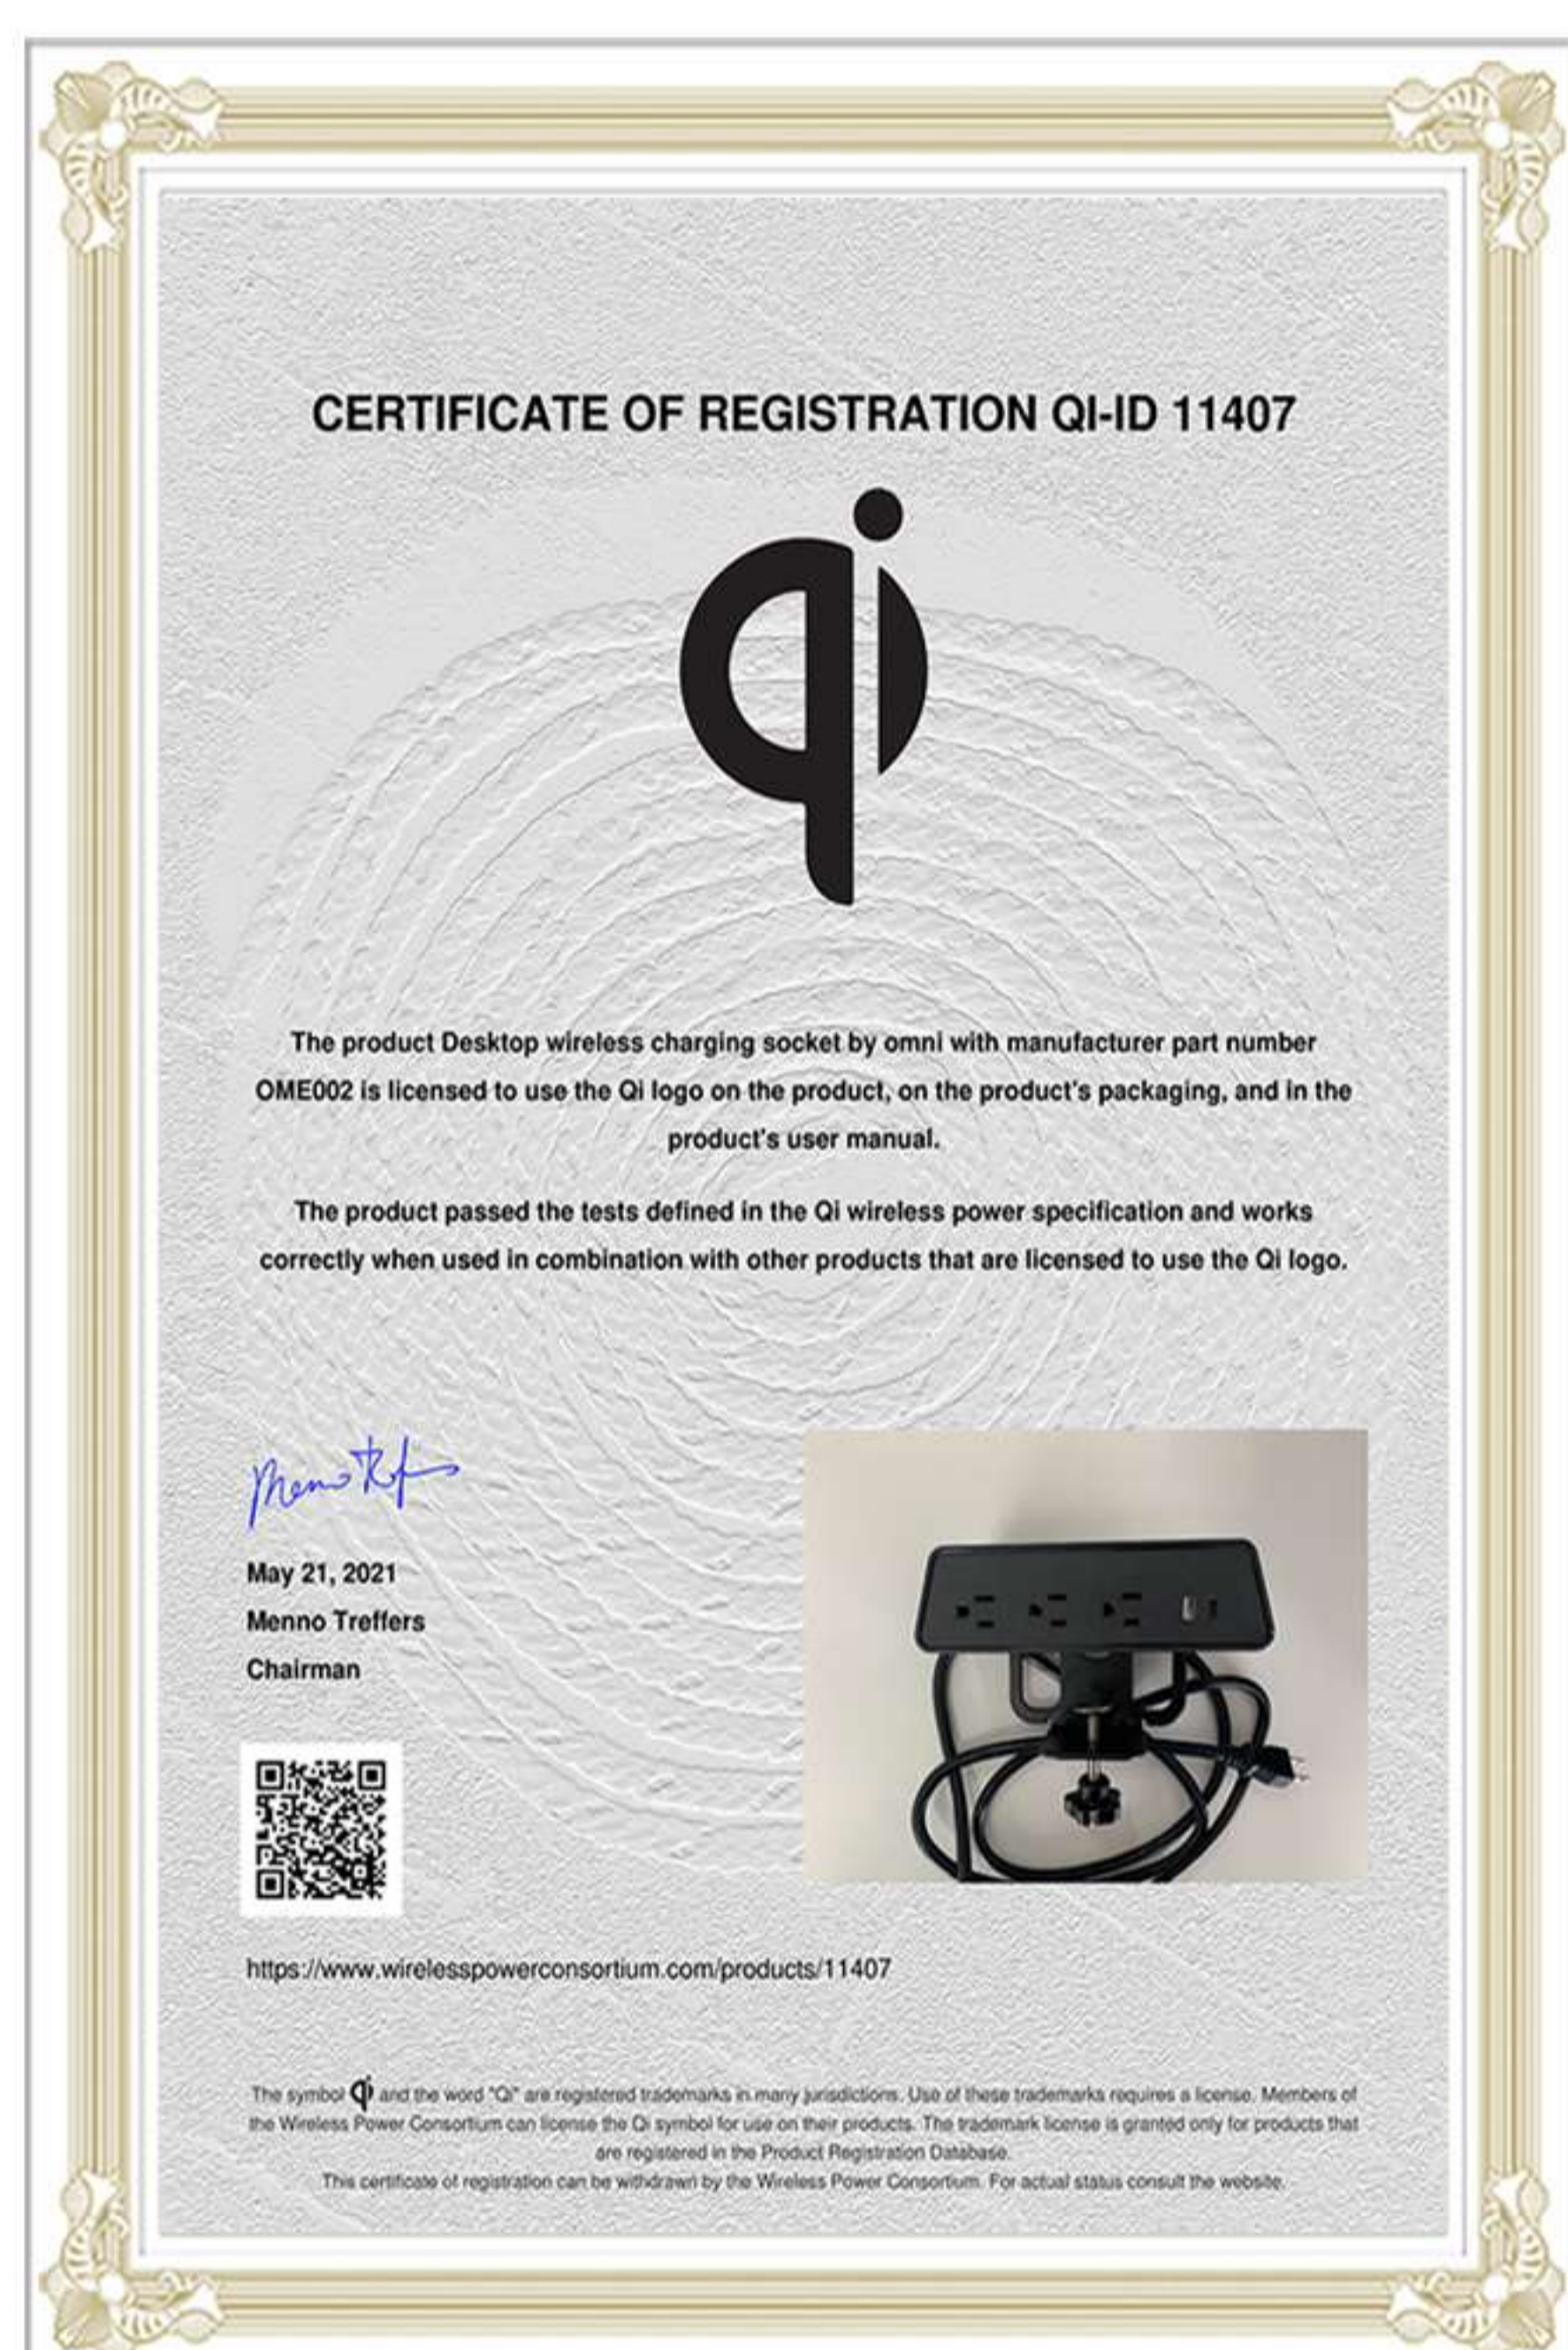 CERTIFICATE OF REGISTRATION QI-ID 11407
qi
The product Desktop wireless charging socket by omni with manufacturer part number
OME002 is licensed to use the Qi logo on the product, on the product's packaging, and in the
product's user manual.
The product passed the tests defined in the Qi wireless power specification and works
correctly when used in combination with other products that are licensed to use the Qi logo.
May 21, 2021
Menno Treffers
Chairman
https://www.wirelesspowerconsortium.com/products/11407
The symbol qi and the word "Qi" are registered trademarks in many jurisdictions. Use of these trademarks requires a license. Members of
the Wireless Power Consortium can license the Qi symbol for use on their products. The trademark license is granted only for products that
are registered in the Product Registration Database.
This certificate of registration can be withdrawn by the Wireless Power Consortium. For actual status consult the website.